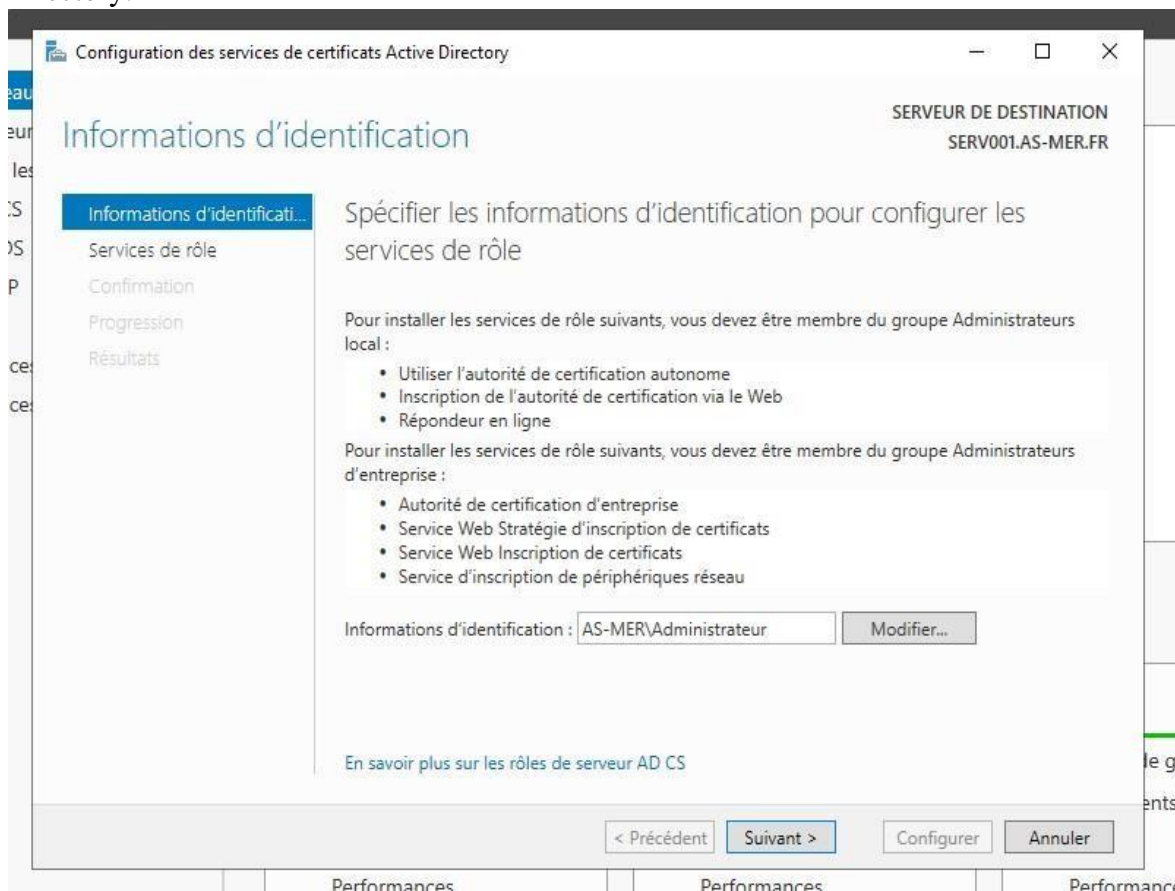 Configuration des services de certificats Active Directory
SERVEUR DE DESTINATION
SERV001.AS-MER.FR
Informations d'identification
Informations d'identificati...
Services de rôle
Confirmation
Progression
Résultats
Spécifier les informations d'identification pour configurer les
services de rôle
Pour installer les services de rôle suivants, vous devez être membre du groupe Administrateurs
local :
• Utiliser l'autorité de certification autonome
• Inscription de l'autorité de certification via le Web
• Répondeur en ligne
Pour installer les services de rôle suivants, vous devez être membre du groupe Administrateurs
d'entreprise :
• Autorité de certification d'entreprise
• Service Web Stratégie d'inscription de certificats
• Service Web Inscription de certificats
• Service d'inscription de périphériques réseau
Informations d'identification : AS-MER\Administrateur Modifier...
En savoir plus sur les rôles de serveur AD CS
< Précédent Suivant > Configurer Annuler
Performances Performances